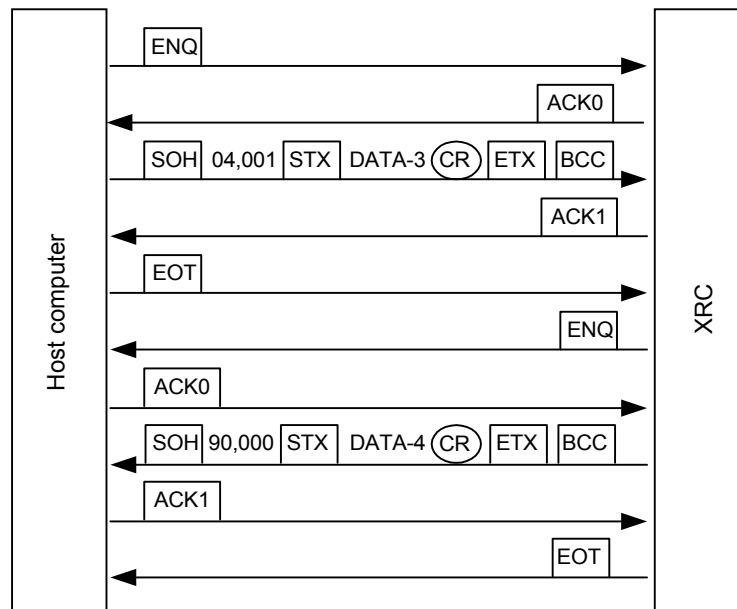 Host computer
ENQ
ACK0
SOH 04,001 STX DATA-3 CR ETX BCC
ACK1
EOT
ENQ
ACK0
SOH 90,000 STX DATA-4 CR ETX BCC
ACK1
EOT
XRC